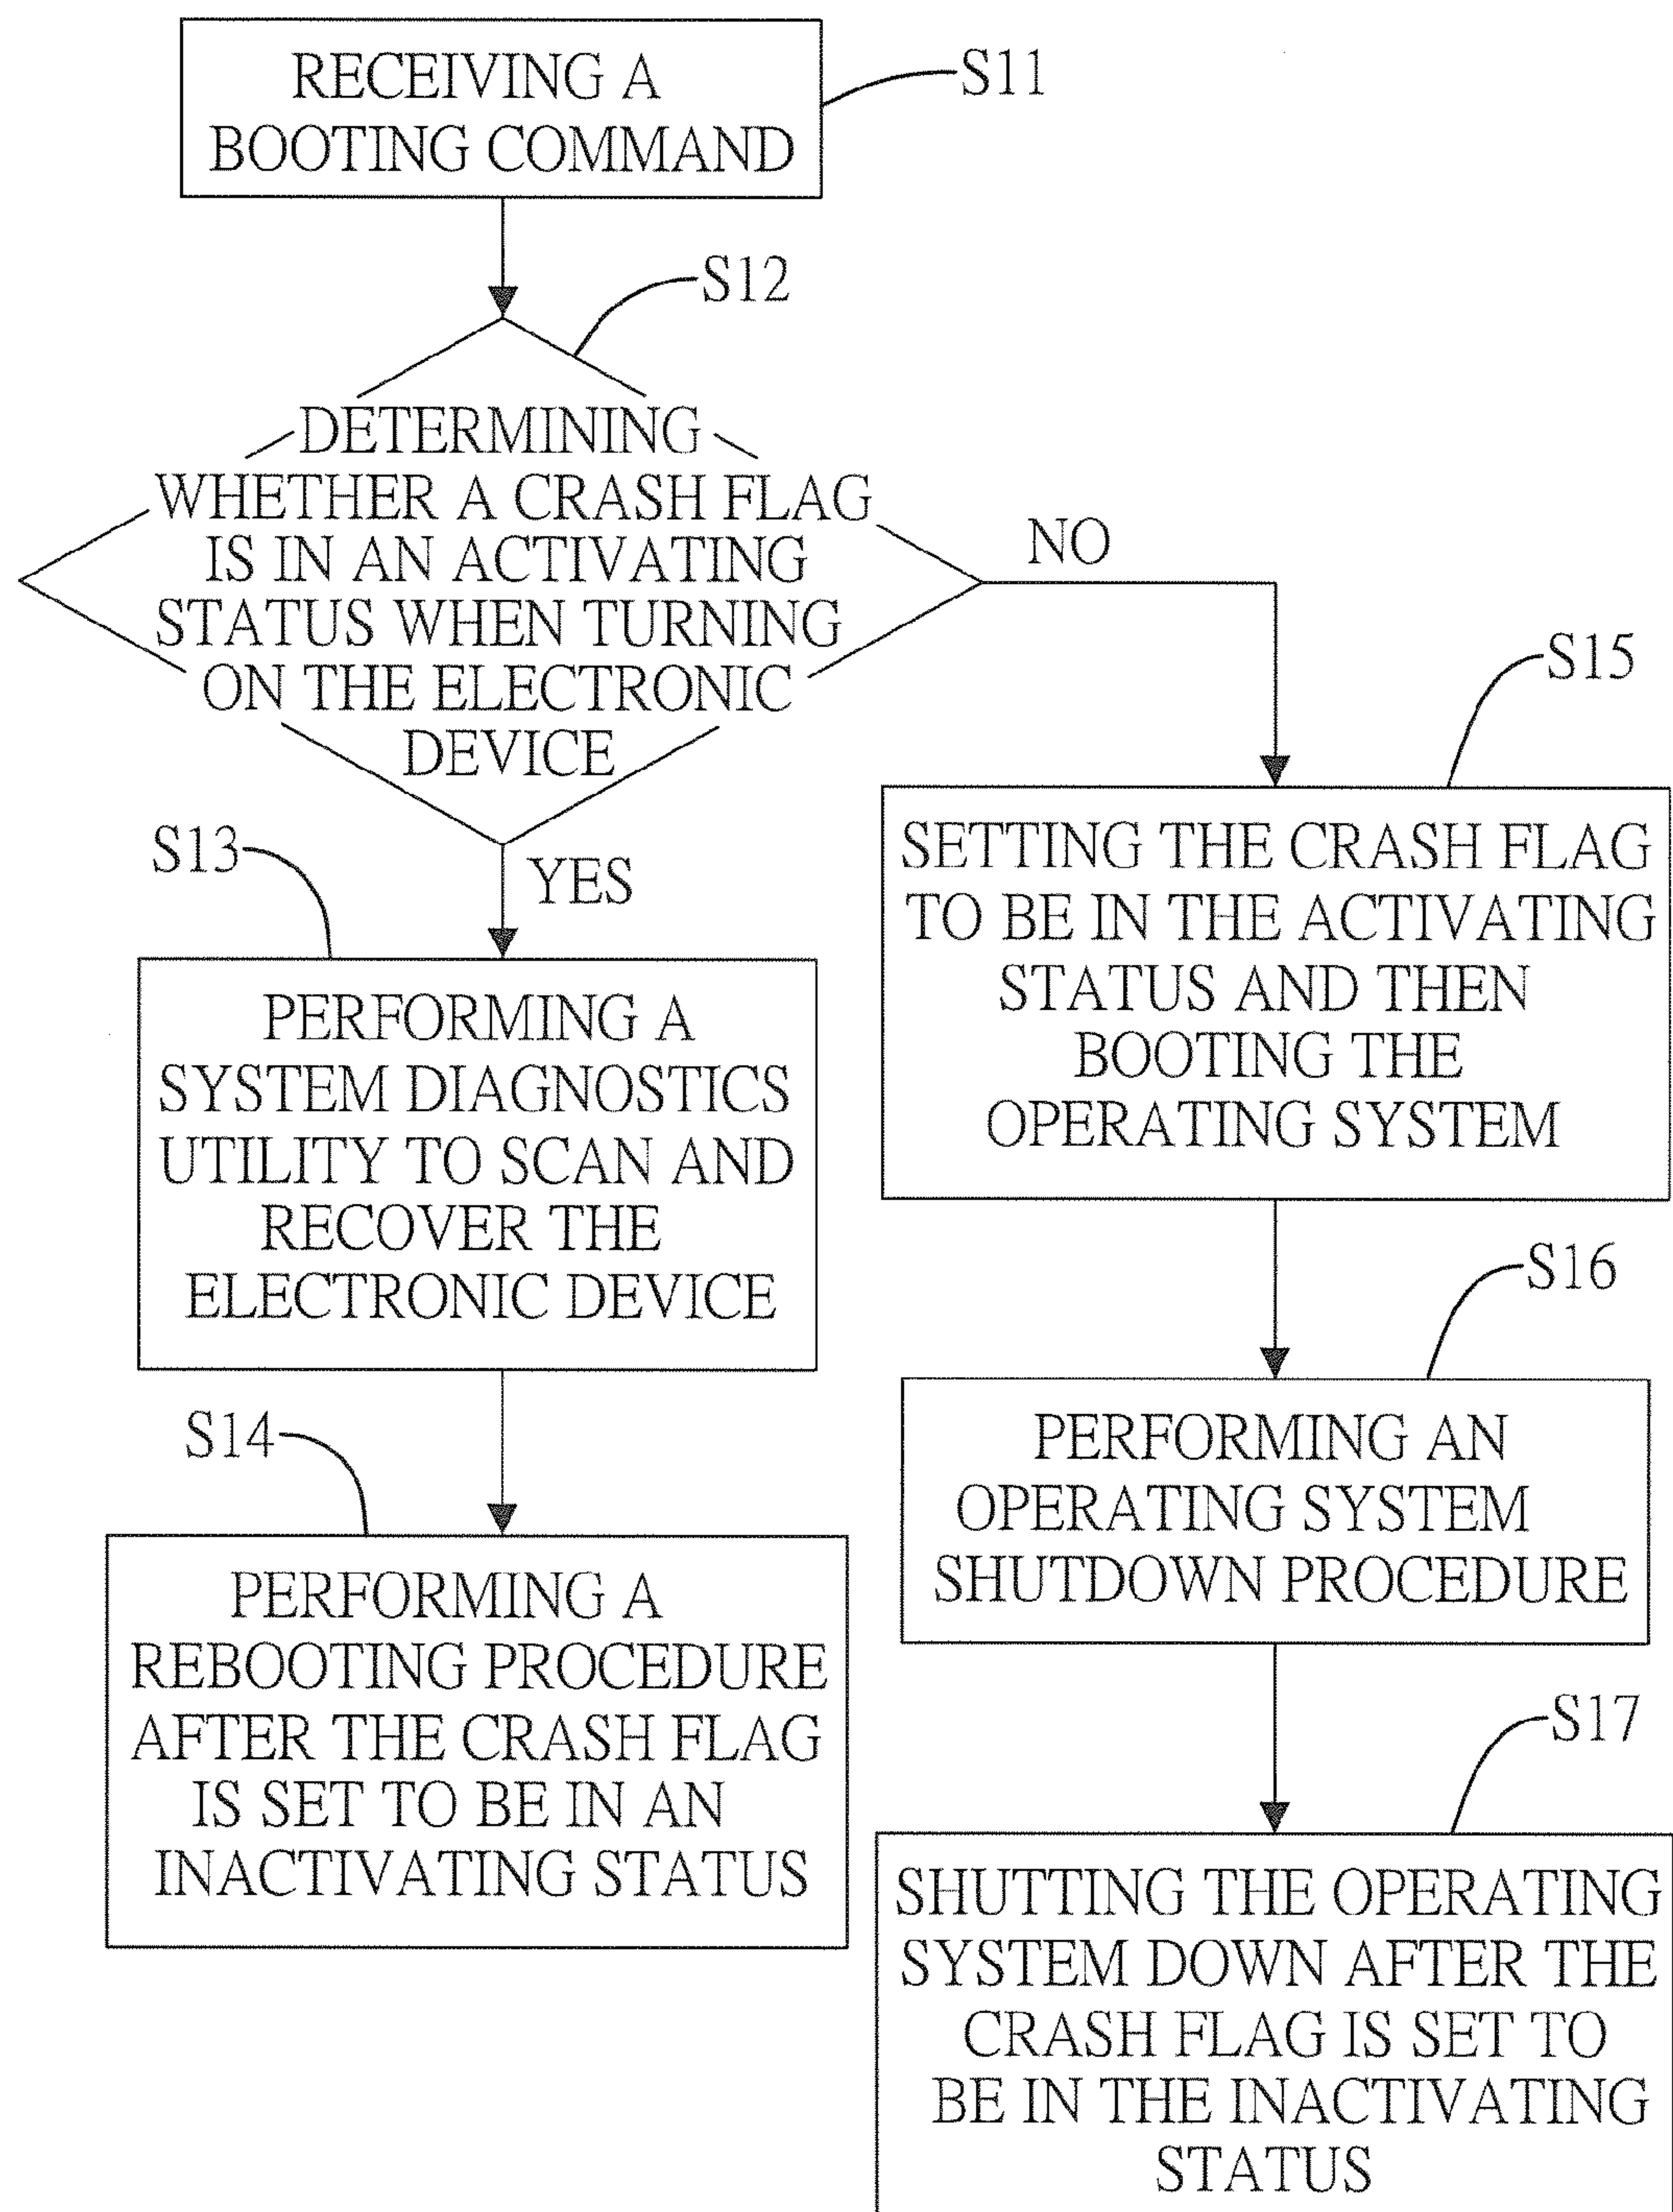 RECEIVING A
BOOTING COMMAND
S11
S12
DETERMINING
WHETHER A CRASH FLAG
IS IN AN ACTIVATING
STATUS WHEN TURNING
ON THE ELECTRONIC
DEVICE
NO
YES
S13
PERFORMING A
SYSTEM DIAGNOSTICS
UTILITY TO SCAN AND
RECOVER THE
ELECTRONIC DEVICE
S14
PERFORMING A
REBOOTING PROCEDURE
AFTER THE CRASH FLAG
IS SET TO BE IN AN
INACTIVATING STATUS
S15
SETTING THE CRASH FLAG
TO BE IN THE ACTIVATING
STATUS AND THEN
BOOTING THE
OPERATING SYSTEM
S16
PERFORMING AN
OPERATING SYSTEM
SHUTDOWN PROCEDURE
S17
SHUTTING THE OPERATING
SYSTEM DOWN AFTER THE
CRASH FLAG IS SET TO
BE IN THE INACTIVATING
STATUS